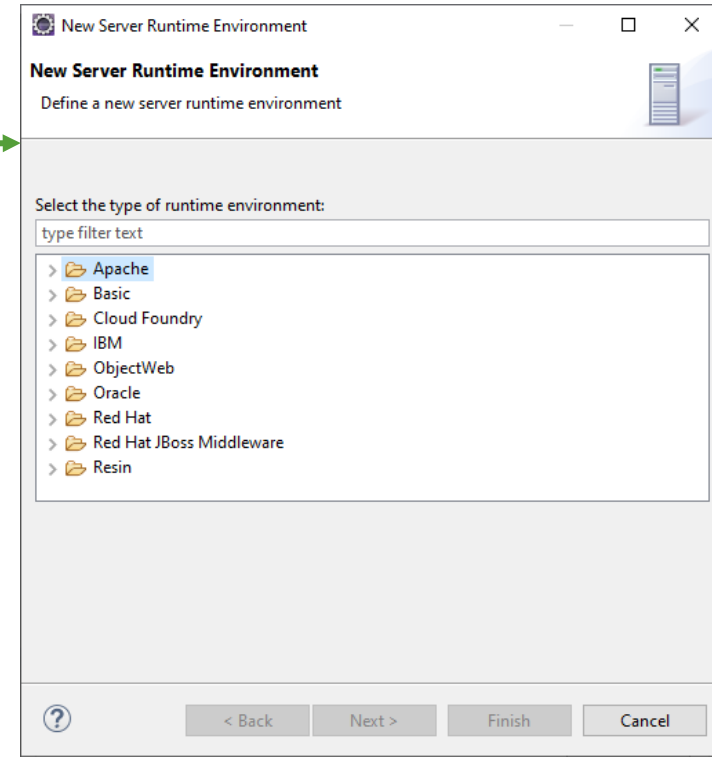 New Server Runtime Environment
New Server Runtime Environment
Define a new server runtime environment
Select the type of runtime environment:
type filter text
Apache
Basic
Cloud Foundry
IBM
ObjectWeb
Oracle
Red Hat
Red Hat JBoss Middleware
Resin
? < Back Next > Finish Cancel